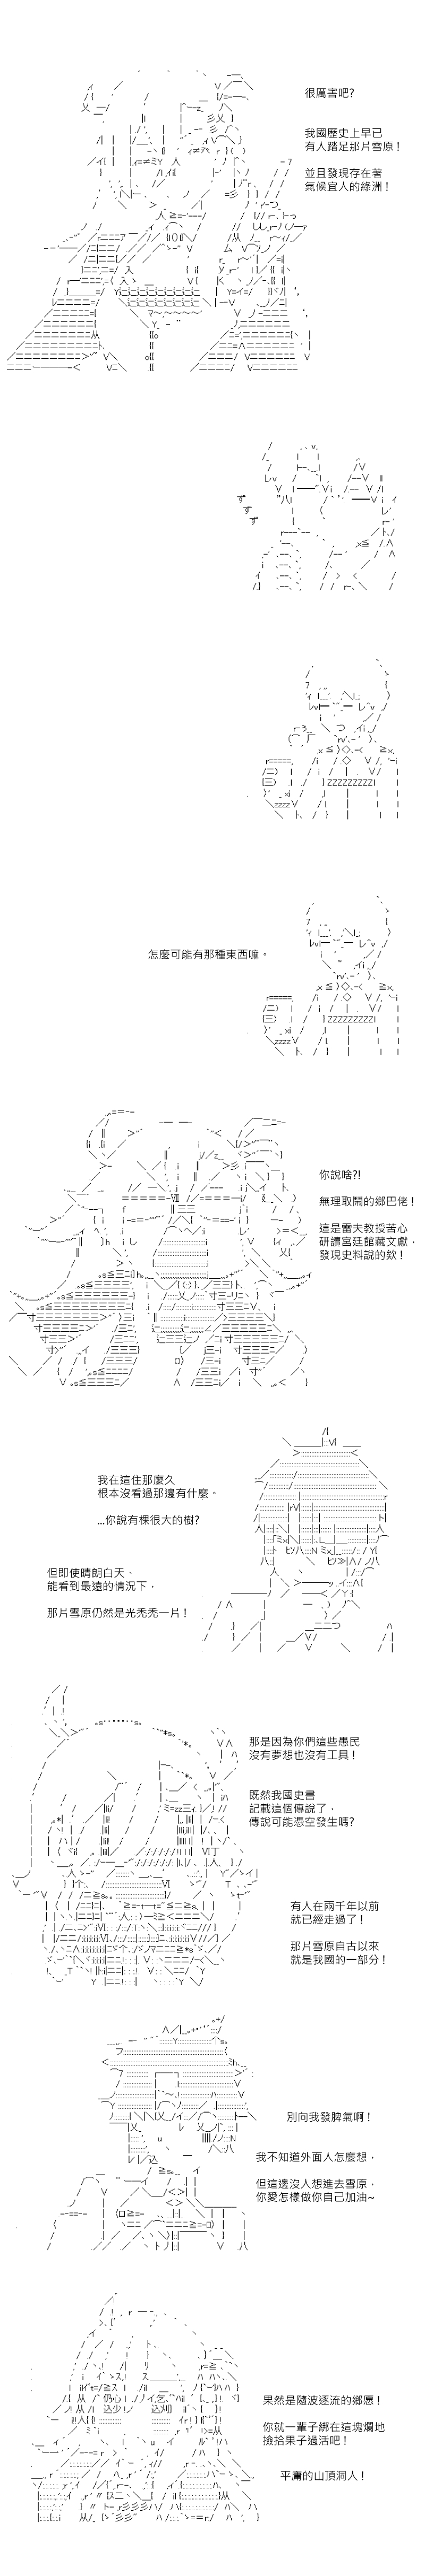 很厲害吧?
我國歷史上早已
有人踏足那片雪原!
並且發現存在著
氣候宜人的綠洲!
ず
ず
ず
怎麼可能有那種東西嘛。
你說啥?!
無理取鬧的鄉巴佬!
這是雷夫教授苦心
研讀宮廷館藏文獻,
發現史料說的欸!
我在這住那麼久
根本沒看過那邊有什麼。
...你說有棵很大的樹?
但即使晴朗白天、
能看到最遠的情況下,
那片雪原仍然是光禿禿一片!
那是因為你們這些愚民
沒有夢想也沒有工具!
既然我國史書
記載這個傳說了,
傳說可能憑空發生嗎?
有人在兩千年以前
就已經走過了!
那片雪原自古以來
就是我國的一部分!
別向我發脾氣啊!
我不知道外面人怎麼想,
但這邊沒人想進去雪原,
你愛怎樣做你自己加油~
果然是隨波逐流的鄉愿!
你就一輩子綁在這塊爛地
撿拾果子過活吧!
平庸的山頂洞人!